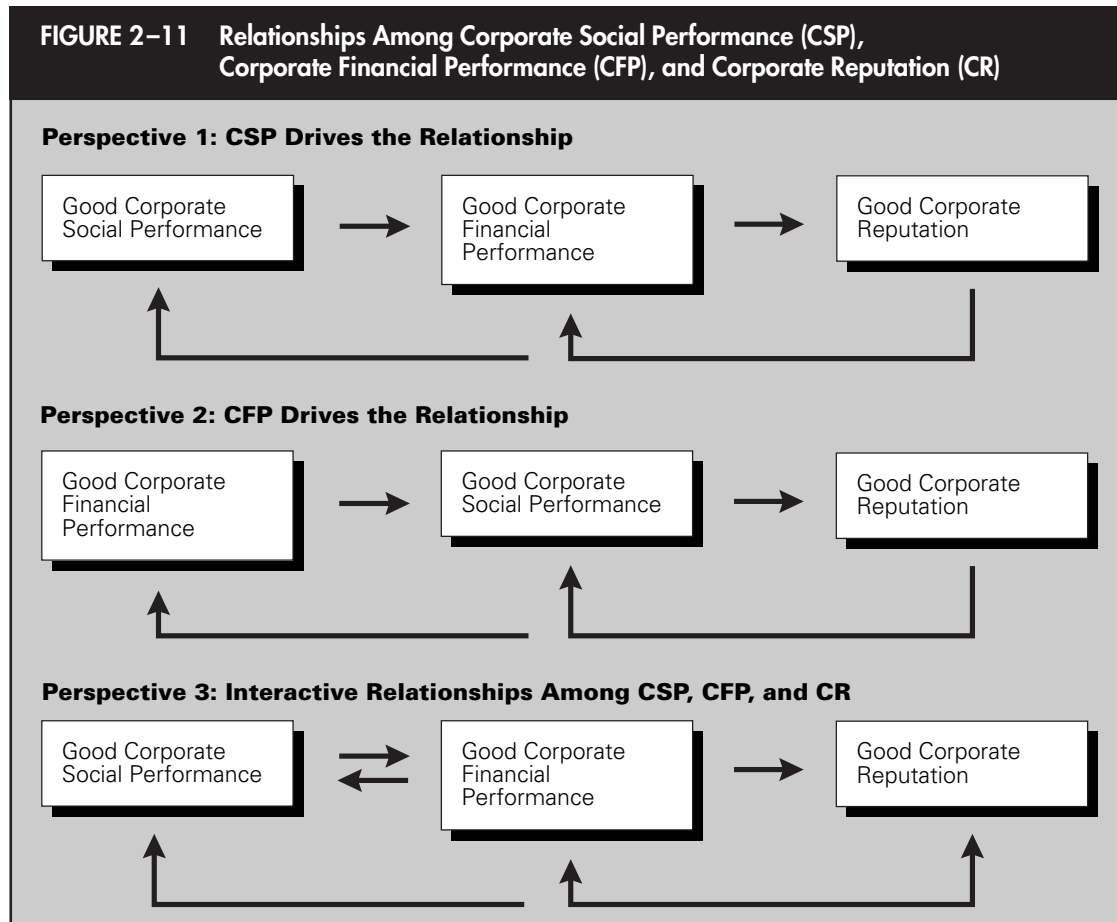 FIGURE 2–11 Relationships Among Corporate Social Performance (CSP),
Corporate Financial Performance (CFP), and Corporate Reputation (CR)
Perspective 1: CSP Drives the Relationship
Good Corporate
Social Performance
Good Corporate
Financial
Performance
Good Corporate
Reputation
Perspective 2: CFP Drives the Relationship
Good Corporate
Financial
Performance
Good Corporate
Social Performance
Good Corporate
Reputation
Perspective 3: Interactive Relationships Among CSP, CFP, and CR
Good Corporate
Social Performance
Good Corporate
Financial
Performance
Good Corporate
Reputation